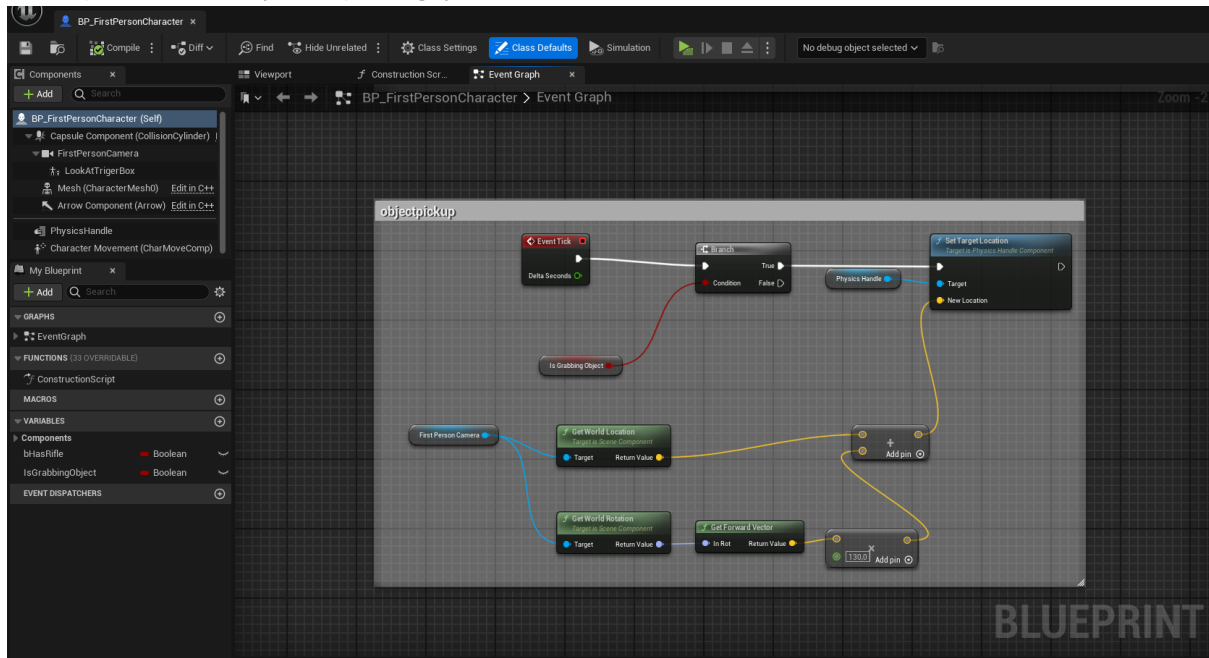 BP_FirstPersonCharacter ×
Compile Diff Find Hide Unrelated Class Settings Class Defaults Simulation No debug object selected
Components ×
Viewport Construction Scr... Event Graph ×
+ Add Search
BP_FirstPersonCharacter > Event Graph
Zoom -2
BP_FirstPersonCharacter (Self)
Capsule Component (CollisionCylinder)
FirstPersonCamera
LookAtTrigerBox
Mesh (CharacterMesh0) Edit in C++
Arrow Component (Arrow) Edit in C++
PhysicsHandle
Character Movement (CharMoveComp)
My Blueprint ×
+ Add Search
GRAPHS
EventGraph
FUNCTIONS (33 OVERRIDABLE)
ConstructionScript
MACROS
VARIABLES
Components
bHasRifle Boolean
IsGrabbingObject Boolean
EVENT DISPATCHERS
objectpickup
Event Tick
Delta Seconds
Branch
True
Condition False
Physics Handle
Set Target Location
Target is Physics Handle Component
Target
New Location
Is Grabbing Object
First Person Camera
Get World Location
Target is Scene Component
Target Return Value
+
Add pin
Get World Rotation
Target is Scene Component
Target Return Value
Get Forward Vector
In Rot Return Value
x
130.0 Add pin
BLUEPRINT